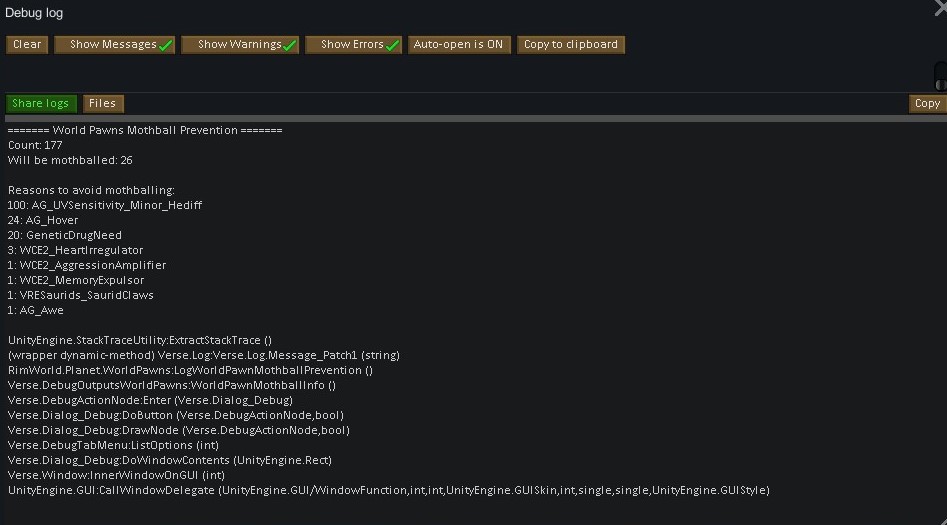 Debug log
Clear Show Messages Show Warnings Show Errors Auto-open is ON Copy to clipboard
Share logs Files Copy
======= World Pawns Mothball Prevention =======
Count: 177
Will be mothballed: 26
Reasons to avoid mothballing:
100: AG_UVSensitivity_Minor_Hediff
24: AG_Hover
20: GeneticDrugNeed
3: WCE2_HeartIrregulator
1: WCE2_AggressionAmplifier
1: WCE2_MemoryExpulsor
1: VRESaurids_SauridClaws
1: AG_Awe
UnityEngine.StackTraceUtility:ExtractStackTrace ()
(wrapper dynamic-method) Verse.Log:Verse.Log.Message_Patch1 (string)
RimWorld.Planet.WorldPawns:LogWorldPawnMothballPrevention ()
Verse.DebugOutputsWorldPawns:WorldPawnMothballInfo ()
Verse.DebugActionNode:Enter (Verse.Dialog_Debug)
Verse.Dialog_Debug:DoButton (Verse.DebugActionNode,bool)
Verse.Dialog_Debug:DrawNode (Verse.DebugActionNode,bool)
Verse.DebugTabMenu:ListOptions (int)
Verse.Dialog_Debug:DoWindowContents (UnityEngine.Rect)
Verse.Window:InnerWindowOnGUI (int)
UnityEngine.GUI:CallWindowDelegate (UnityEngine.GUI/WindowFunction,int,int,UnityEngine.GUISkin,int,single,single,UnityEngine.GUIStyle)